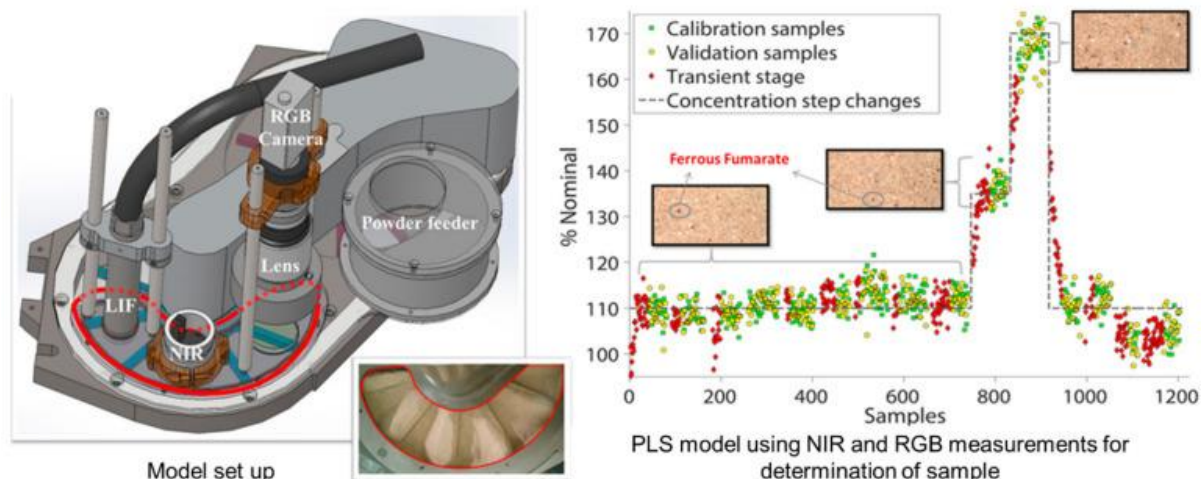 RGB
Camera
Powder feeder
Lens
LIF
NIR
Model set up
Calibration samples
Validation samples
Transient stage
Concentration step changes
Ferrous Fumarate
% Nominal
170
160
150
140
130
120
110
100
0
200
400
600
800
1000
1200
Samples
PLS model using NIR and RGB measurements for
determination of sample